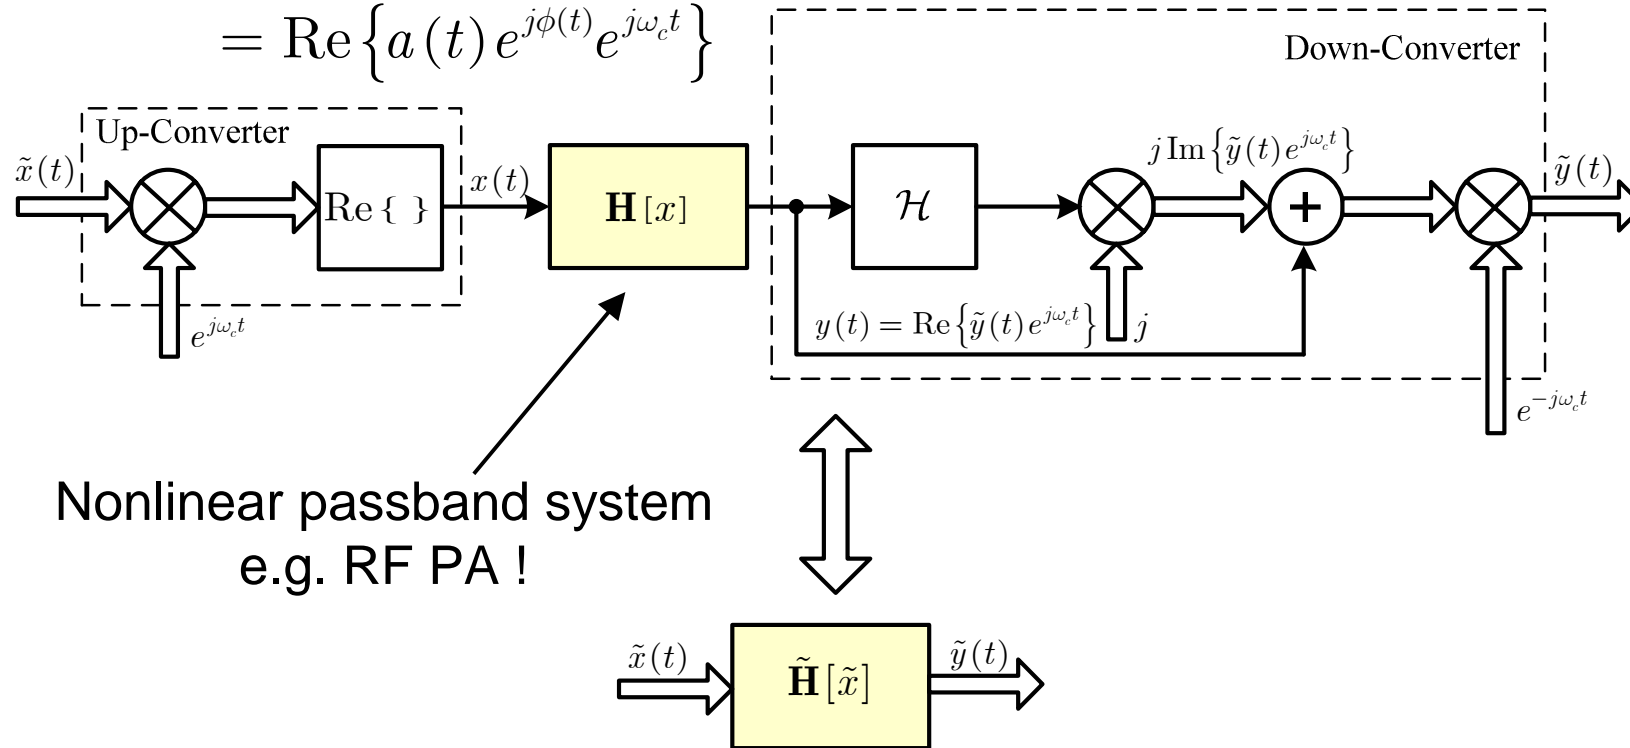 = Re{a(t)e^{jϕ(t)}e^{jω_c t}}
Down-Converter
Up-Converter
x̃(t)
Re{ }
x(t)
H[x]
ℋ
j Im{ỹ(t)e^{jω_c t}}
+
ỹ(t)
e^{jω_c t}
y(t) = Re{ỹ(t)e^{jω_c t}}
j
e^{-jω_c t}
Nonlinear passband system
e.g. RF PA !
x̃(t)
H̃[x̃]
ỹ(t)